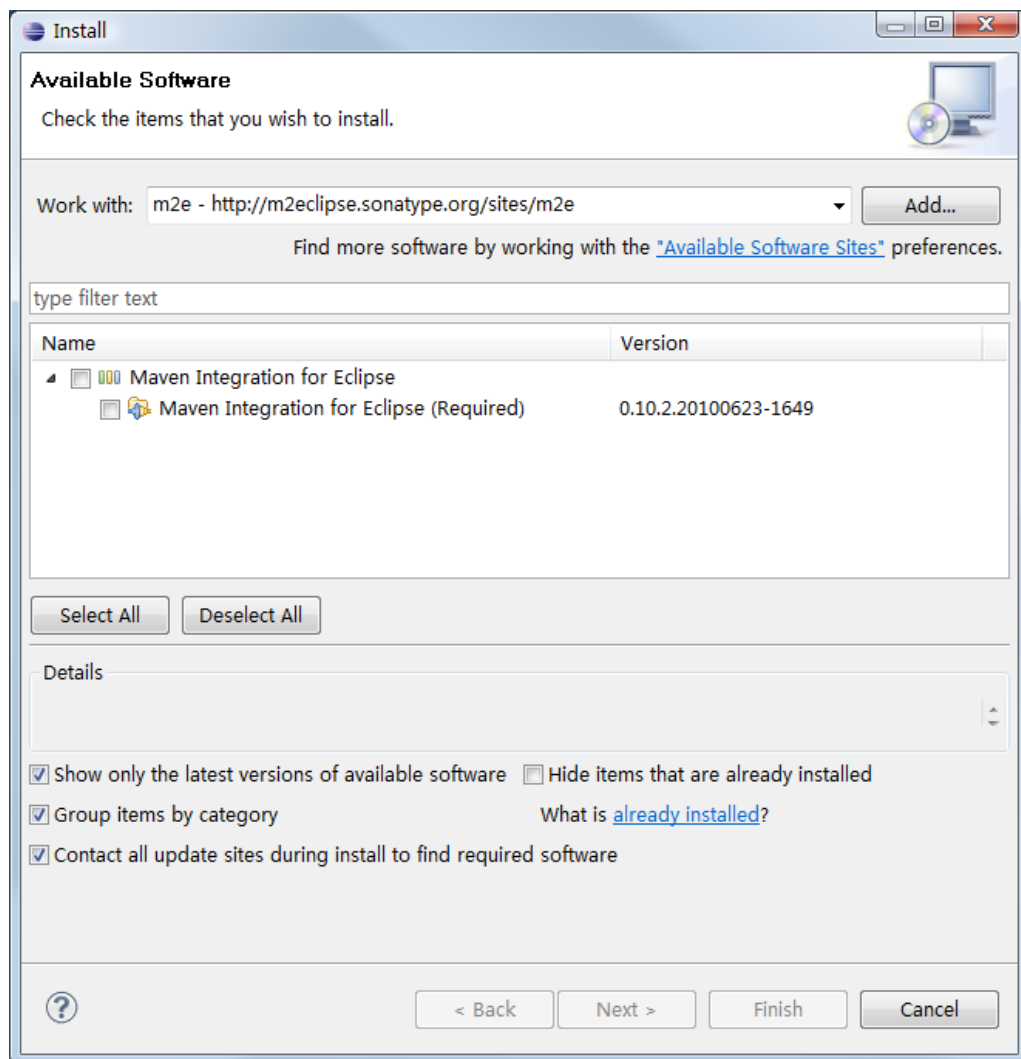 Install
Available Software
Check the items that you wish to install.
Work with: m2e - http://m2eclipse.sonatype.org/sites/m2e Add...
Find more software by working with the "Available Software Sites" preferences.
type filter text
Name Version
Maven Integration for Eclipse
Maven Integration for Eclipse (Required) 0.10.2.20100623-1649
Select All Deselect All
Details
Show only the latest versions of available software Hide items that are already installed
Group items by category What is already installed?
Contact all update sites during install to find required software
? < Back Next > Finish Cancel